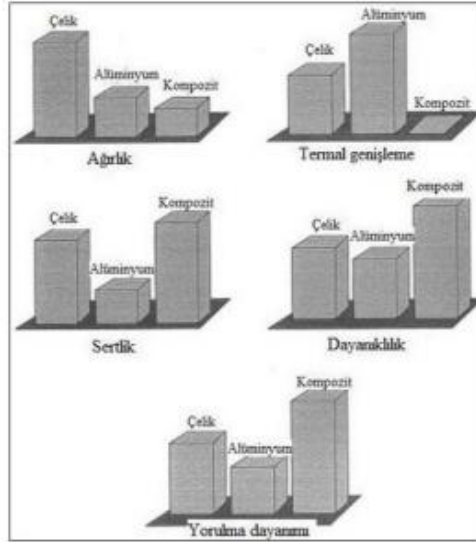 Çelik
Alüminyum
Kompozit
Ağırlık
Alüminyum
Çelik
Kompozit
Termal genişleme
Çelik
Alüminyum
Kompozit
Sertlik
Çelik
Alüminyum
Kompozit
Dayanıklılık
Çelik
Alüminyum
Kompozit
Yorulma dayanımı